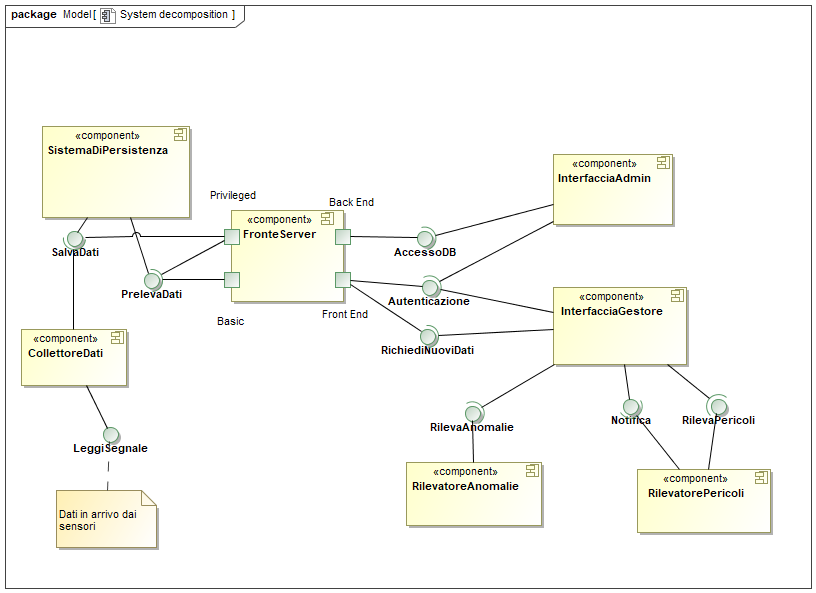 package Model [ System decomposition ]
«component»
SistemaDiPersistenza
«component»
InterfacciaAdmin
Privileged
Back End
«component»
FronteServer
SalvaDati
AccessoDB
PrelevaDati
Autenticazione
«component»
InterfacciaGestore
Basic
Front End
RichiediNuoviDati
«component»
CollettoreDati
RilevaAnomalie
Notifica
RilevaPericoli
LeggiSegnale
«component»
RilevatoreAnomalie
«component»
RilevatorePericoli
Dati in arrivo dai
sensori